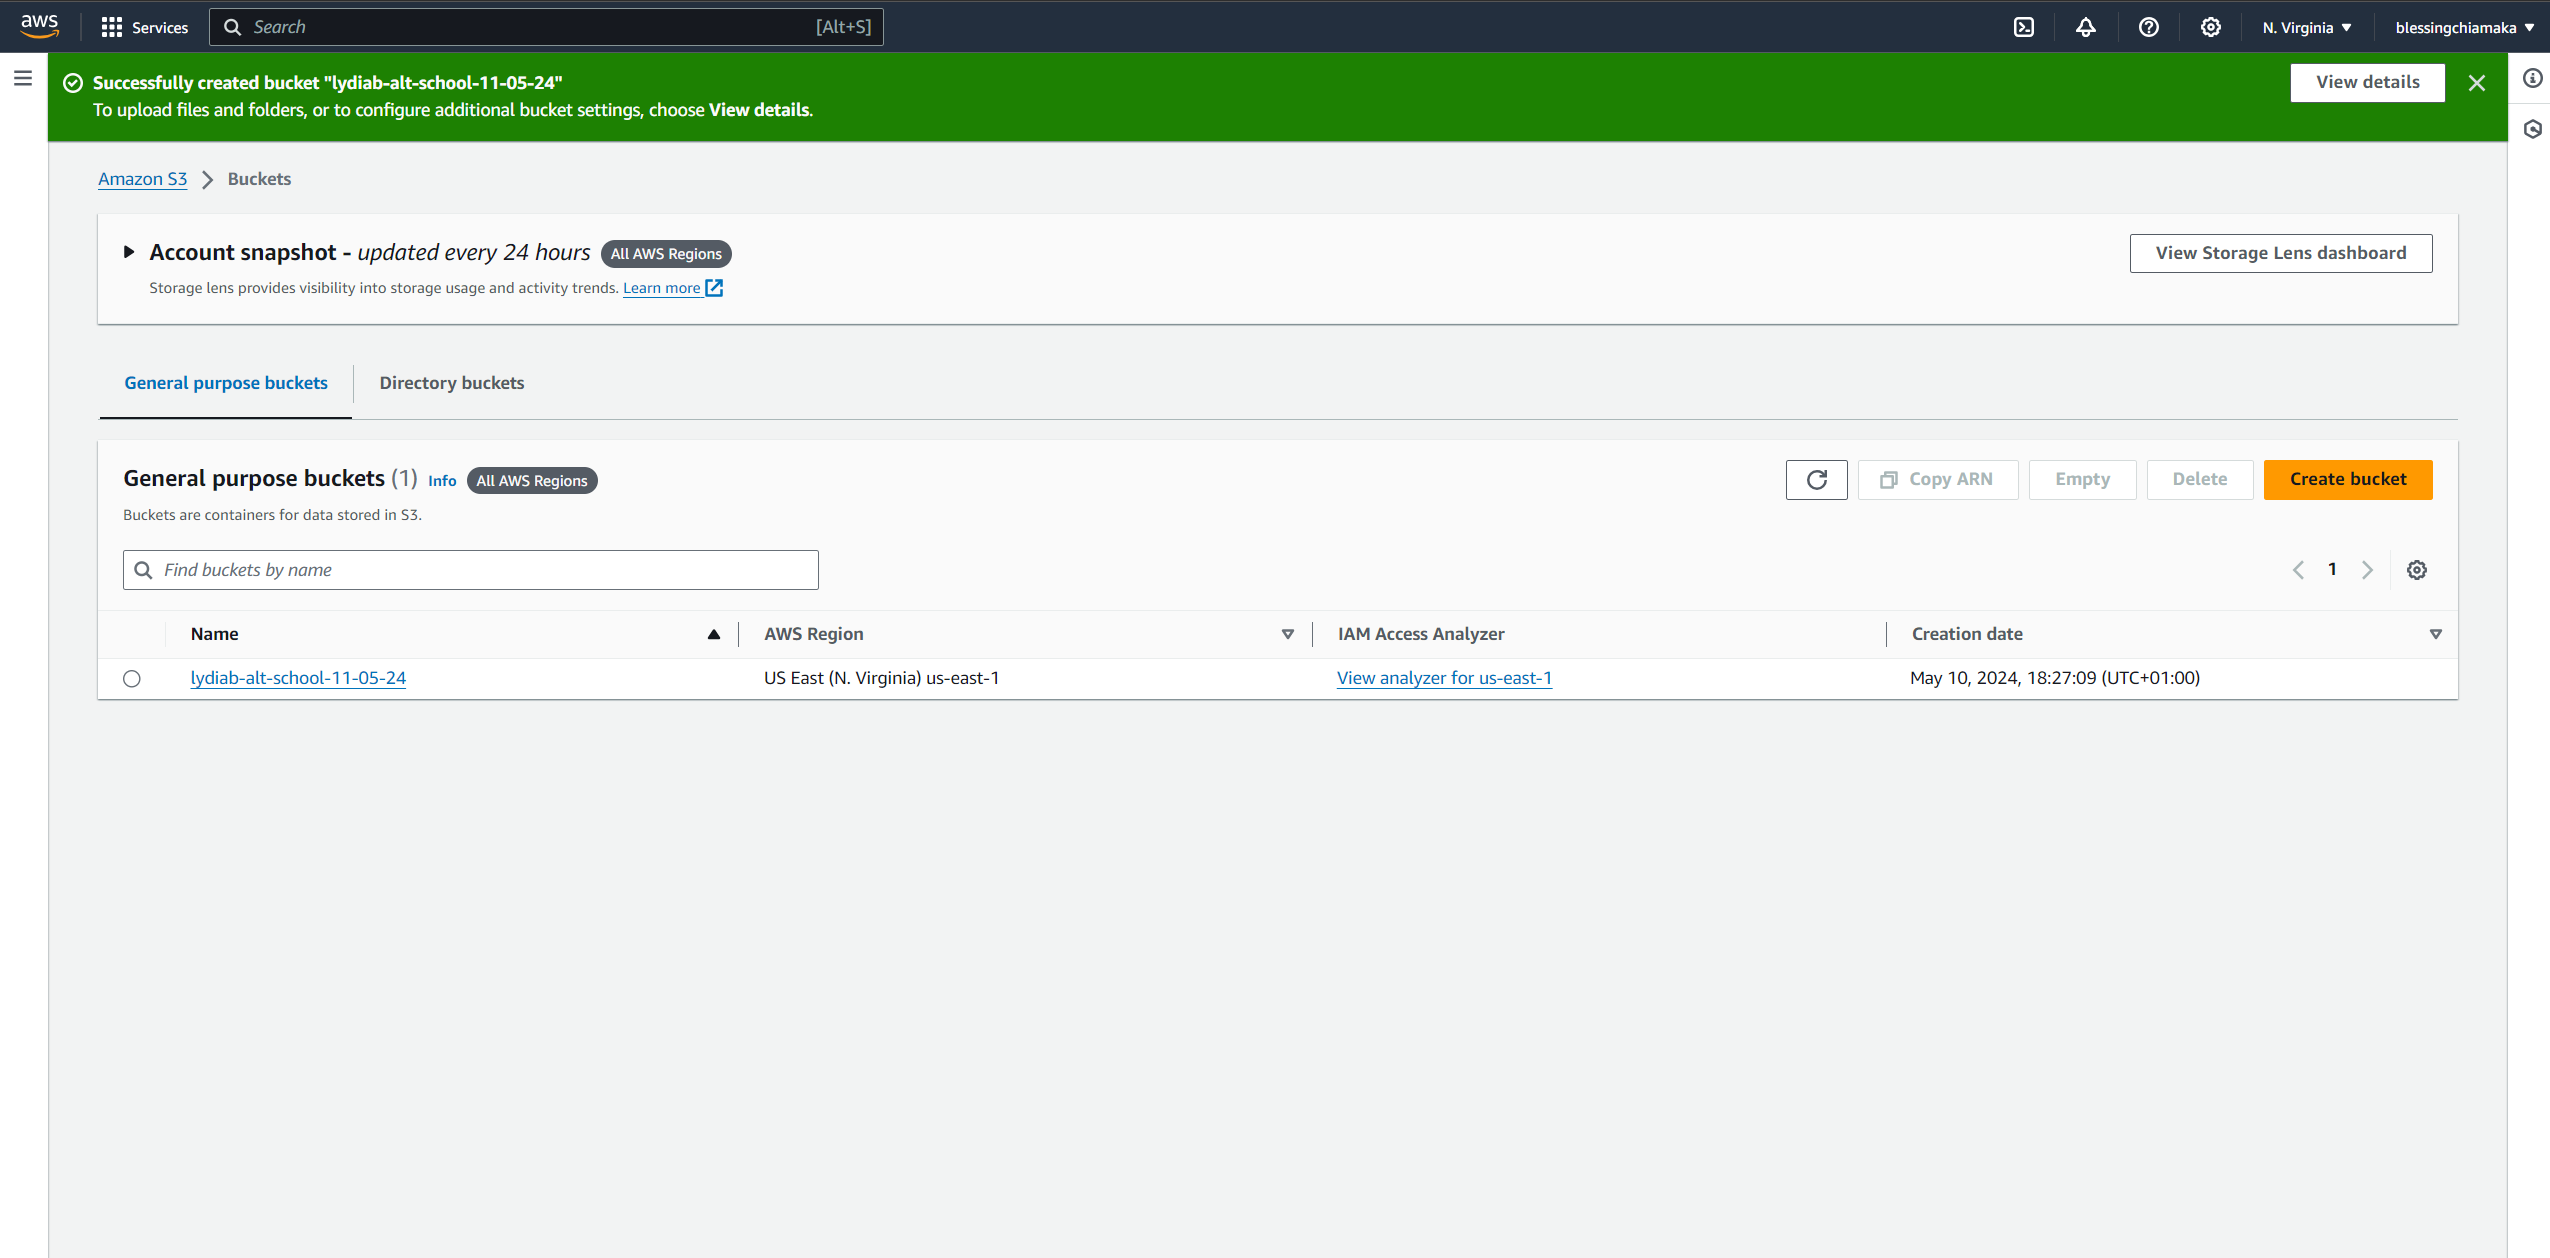 aws Services Search [Alt+S] N. Virginia blessingchiamaka
Successfully created bucket "lydiab-alt-school-11-05-24" View details
To upload files and folders, or to configure additional bucket settings, choose View details.
Amazon S3 Buckets
Account snapshot - updated every 24 hours All AWS Regions View Storage Lens dashboard
Storage lens provides visibility into storage usage and activity trends. Learn more
General purpose buckets Directory buckets
General purpose buckets (1) Info All AWS Regions Copy ARN Empty Delete Create bucket
Buckets are containers for data stored in S3.
Find buckets by name 1
Name AWS Region IAM Access Analyzer Creation date
lydiab-alt-school-11-05-24 US East (N. Virginia) us-east-1 View analyzer for us-east-1 May 10, 2024, 18:27:09 (UTC+01:00)